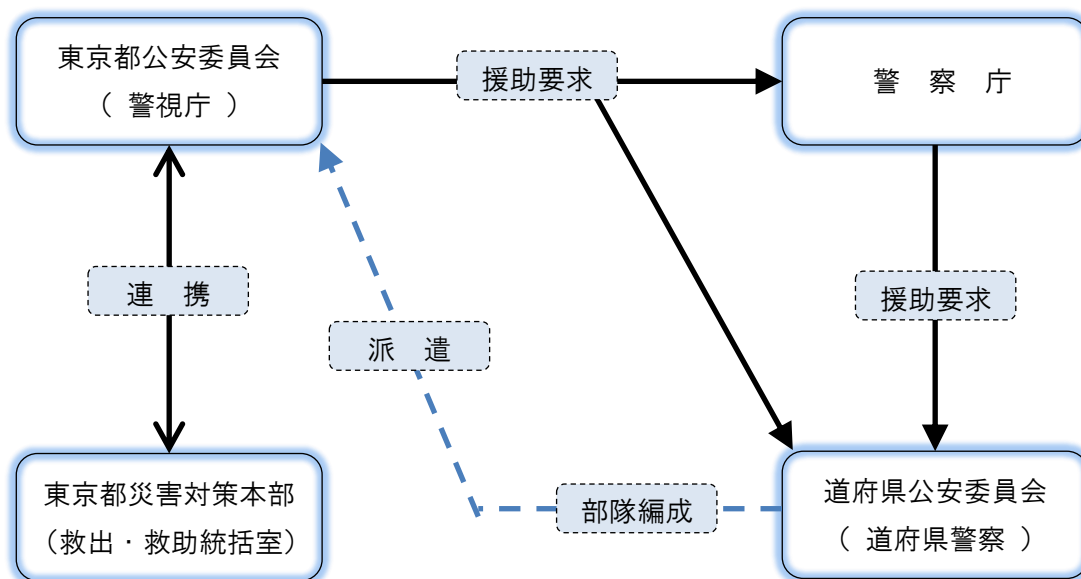 東京都公安委員会
（ 警視庁 ）
援助要求
警　察　庁
連　携
派　遣
援助要求
東京都災害対策本部
（救出・救助統括室）
部隊編成
道府県公安委員会
（ 道府県警察 ）